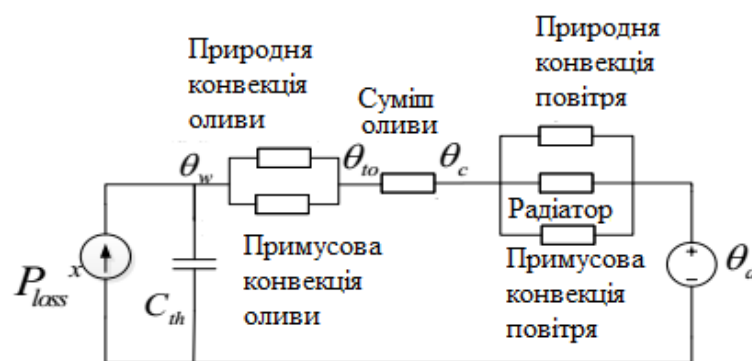 Природня
конвекція
оливи
Суміш
оливи
Природня
конвекція
повітря
θw
θto
θc
Радіатор
Ploss
x
Cth
Примусова
конвекція
оливи
Примусова
конвекція
повітря
+
−
θa